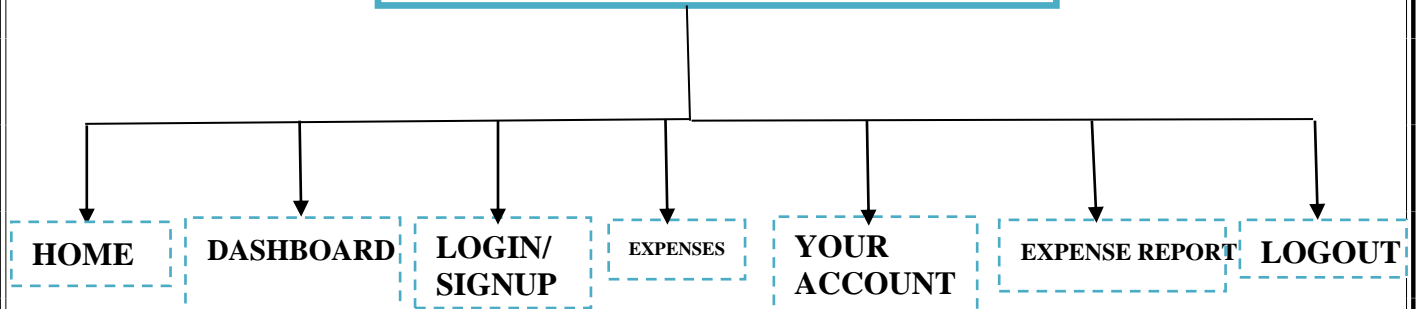 HOME
DASHBOARD
LOGIN/
SIGNUP
EXPENSES
YOUR
ACCOUNT
EXPENSE REPORT
LOGOUT